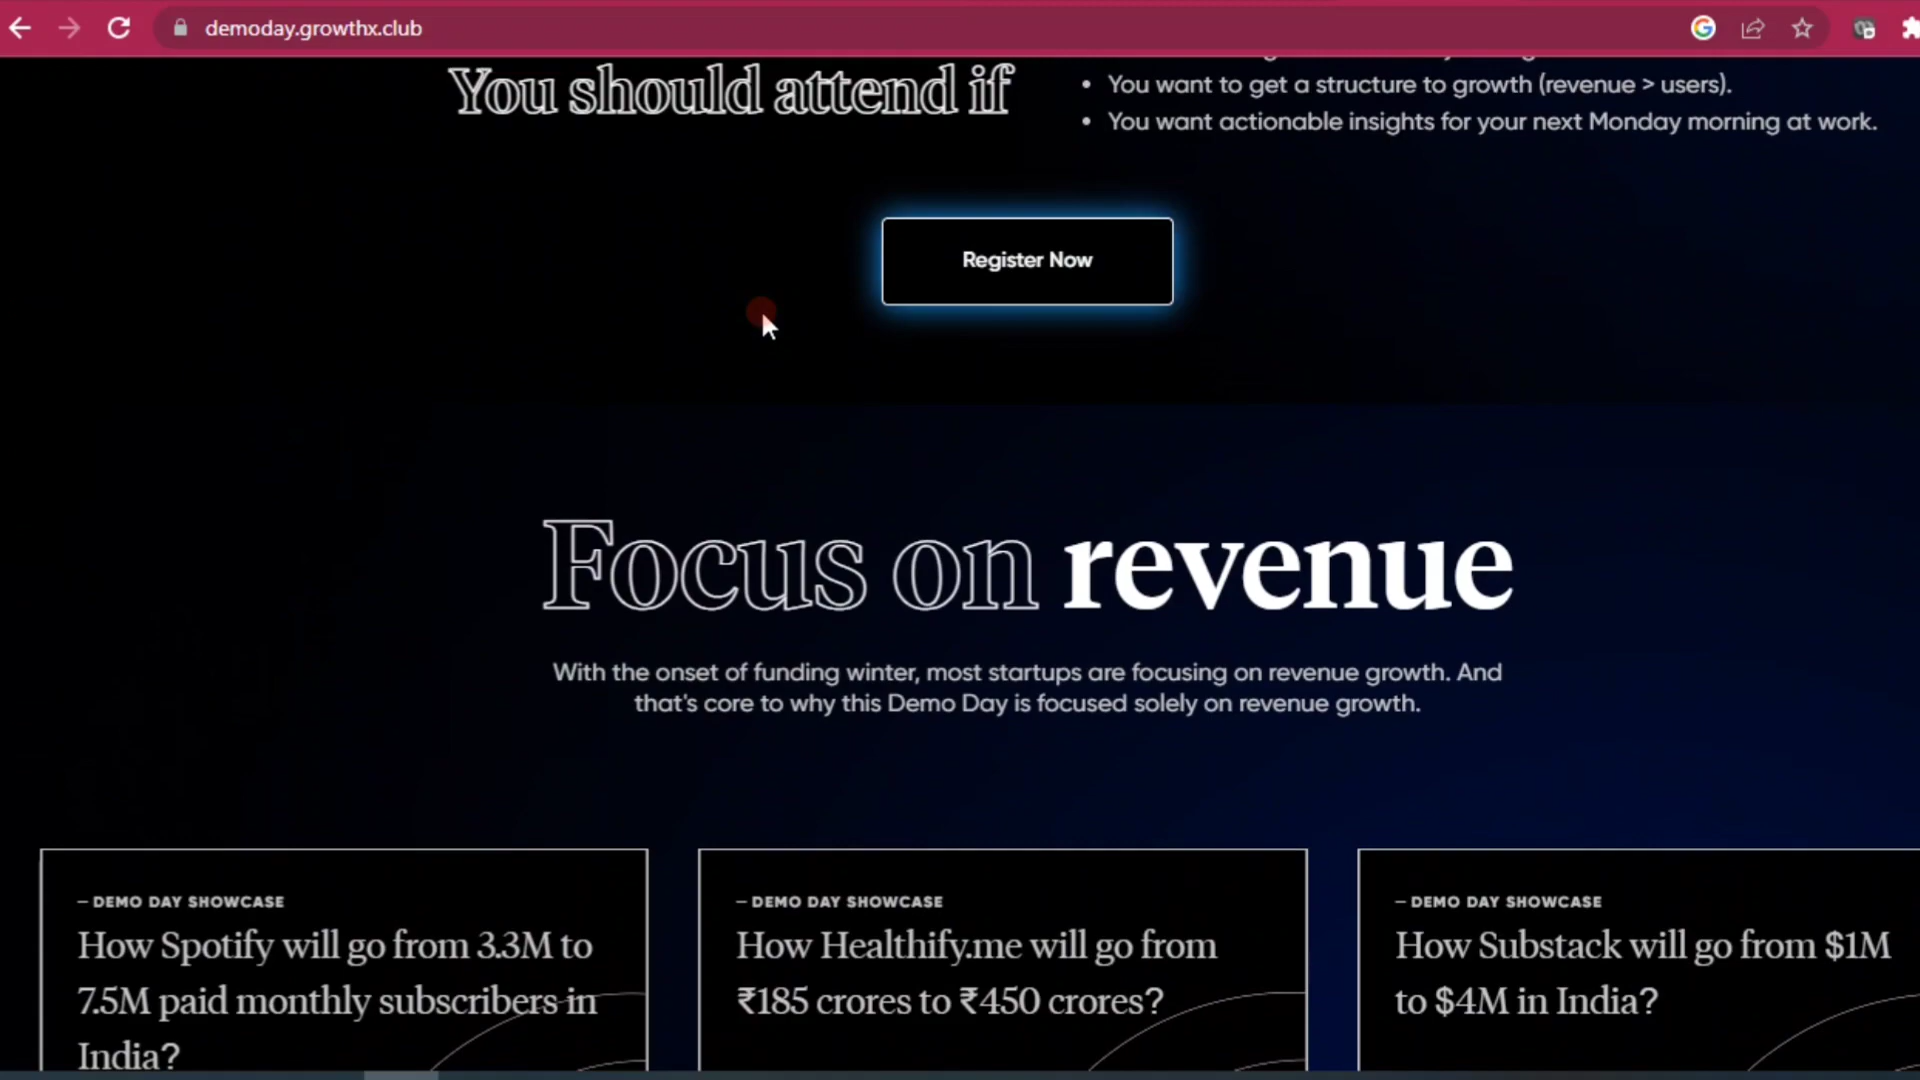 demoday.growthx.club
You should attend if
• You want to get a structure to growth (revenue > users).
• You want actionable insights for your next Monday morning at work.
Register Now
Focus on revenue
With the onset of funding winter, most startups are focusing on revenue growth. And
that's core to why this Demo Day is focused solely on revenue growth.
– DEMO DAY SHOWCASE
How Spotify will go from 3.3M to
7.5M paid monthly subscribers in
India?
– DEMO DAY SHOWCASE
How Healthify.me will go from
₹185 crores to ₹450 crores?
– DEMO DAY SHOWCASE
How Substack will go from $1M
to $4M in India?